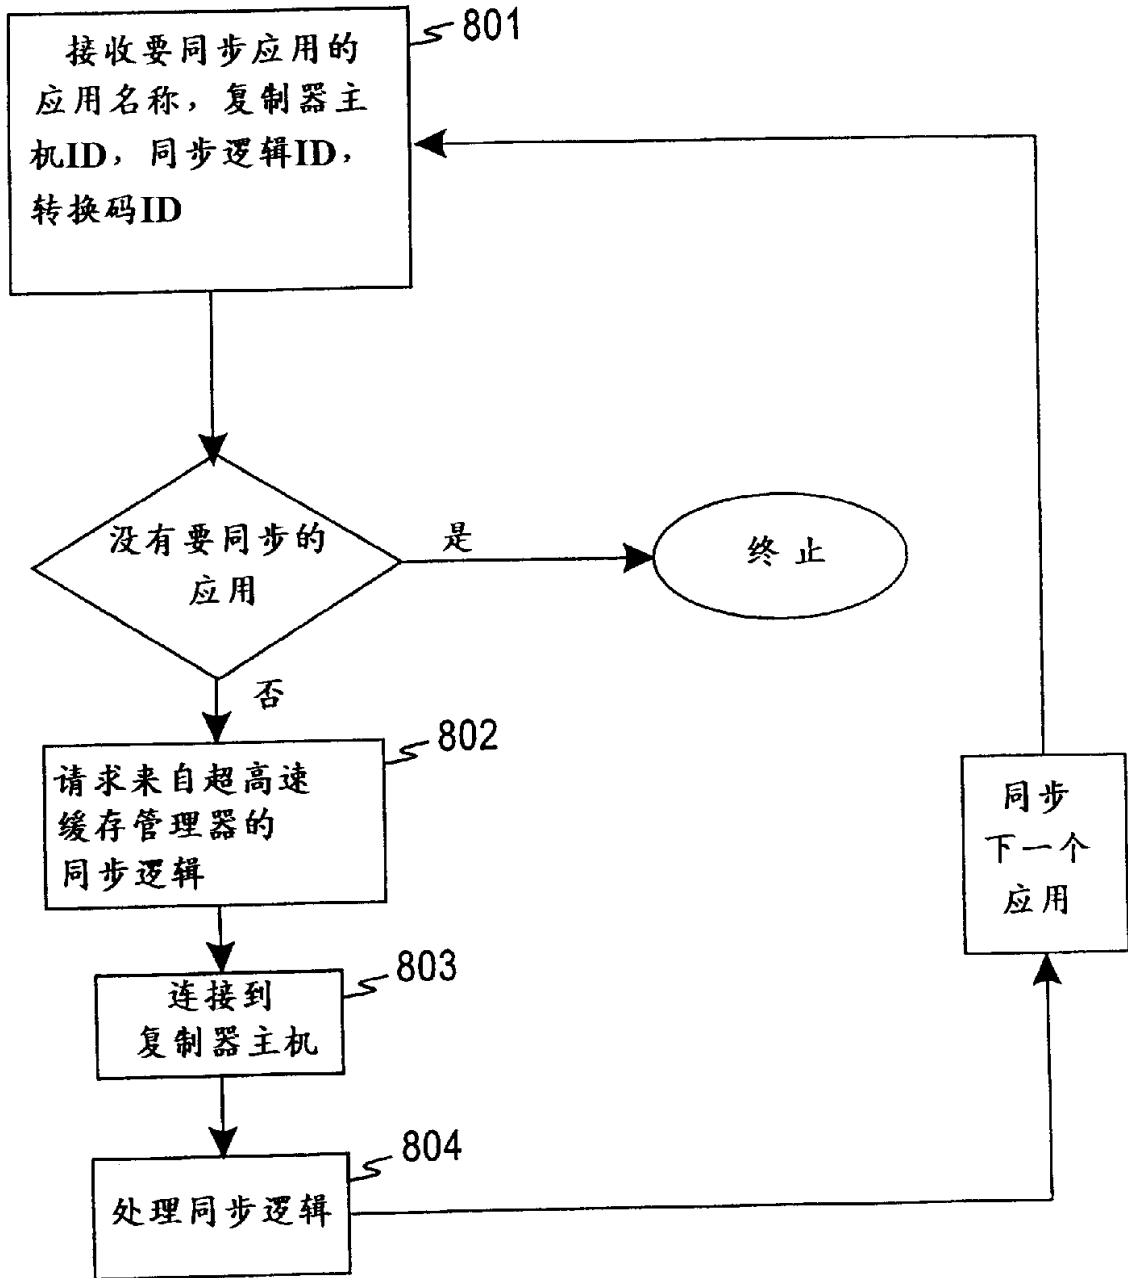 801
接收要同步应用的
应用名称，复制器主
机ID，同步逻辑ID，
转换码ID
没有要同步的
应用
是
终止
否
802
请求来自超高速
缓存管理器的
同步逻辑
803
连接到
复制器主机
804
处理同步逻辑
同步
下一个
应用